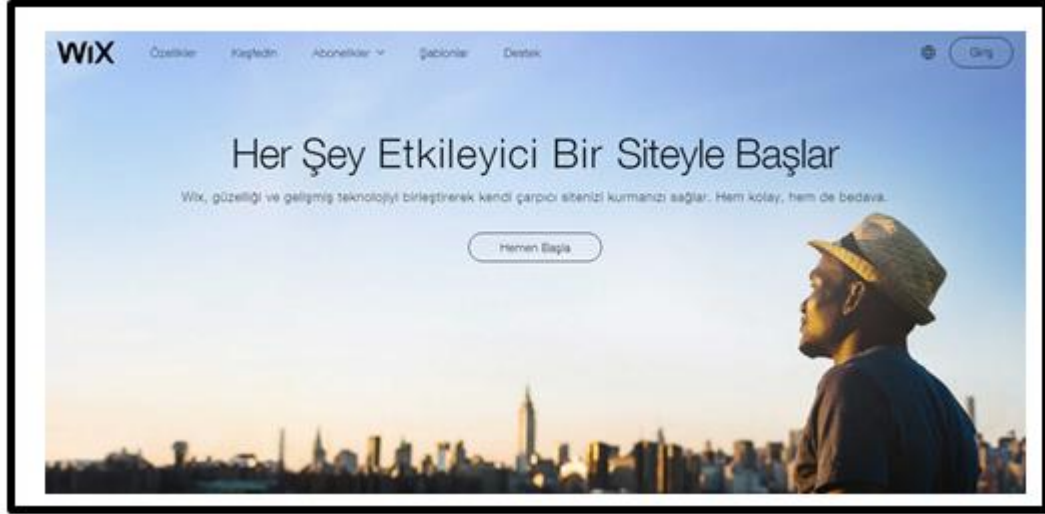 WiX
Özellikler
Keşfedin
Abonelikler
Şablonlar
Destek
Giriş
Her Şey Etkileyici Bir Siteyle Başlar
Wix, güzelliği ve gelişmiş teknolojiyi birleştirerek kendi çarpıcı sitenizi kurmanızı sağlar. Hem kolay, hem de bedava.
Hemen Başla